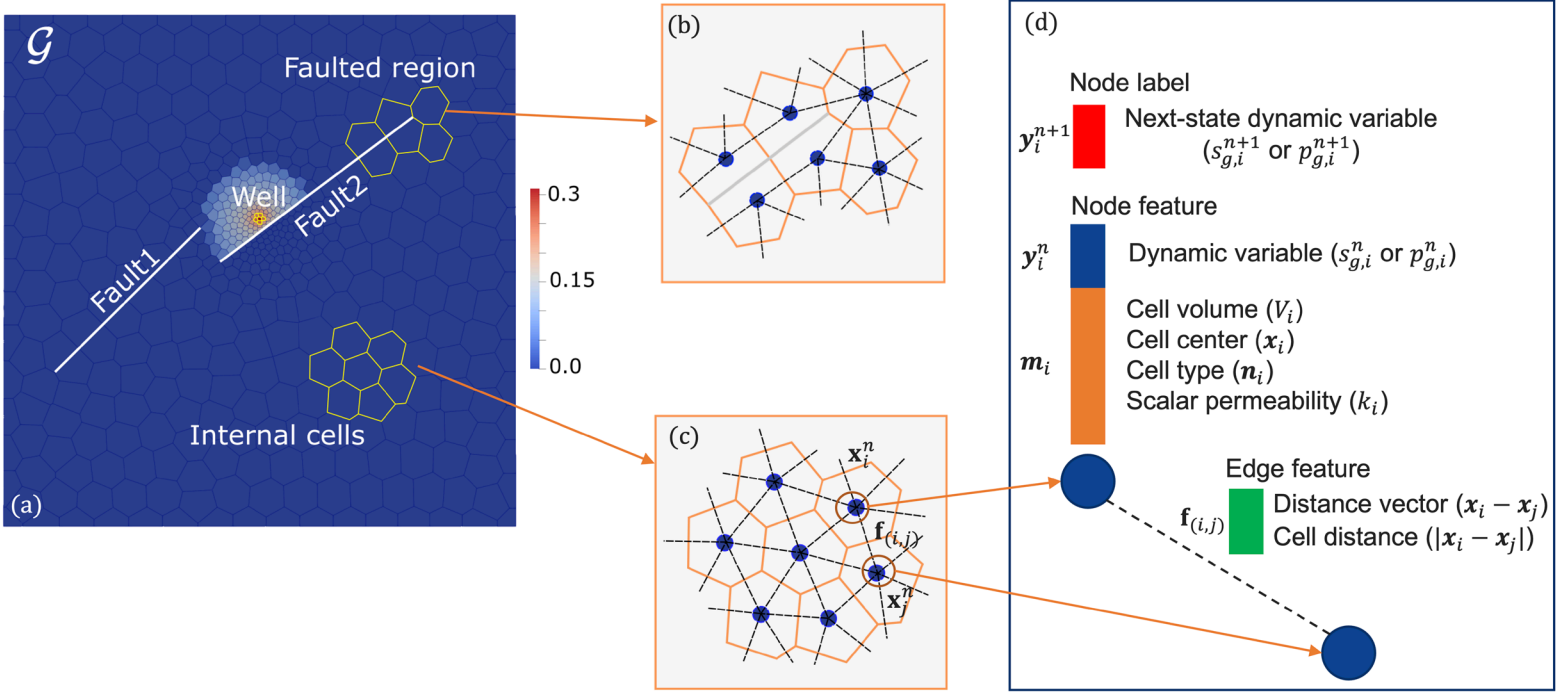 𝒢
Faulted region
Well
Fault2
Fault1
0.3
0.15
0.0
Internal cells
(a)
(b)
(c)
x_i^n
f_(i,j)
x_j^n
(d)
Node label
y_i^{n+1}
Next-state dynamic variable
(s_{g,i}^{n+1} or p_{g,i}^{n+1})
Node feature
y_i^n
Dynamic variable (s_{g,i}^n or p_{g,i}^n)
m_i
Cell volume (V_i)
Cell center (x_i)
Cell type (n_i)
Scalar permeability (k_i)
Edge feature
f_(i,j)
Distance vector (x_i − x_j)
Cell distance (|x_i − x_j|)